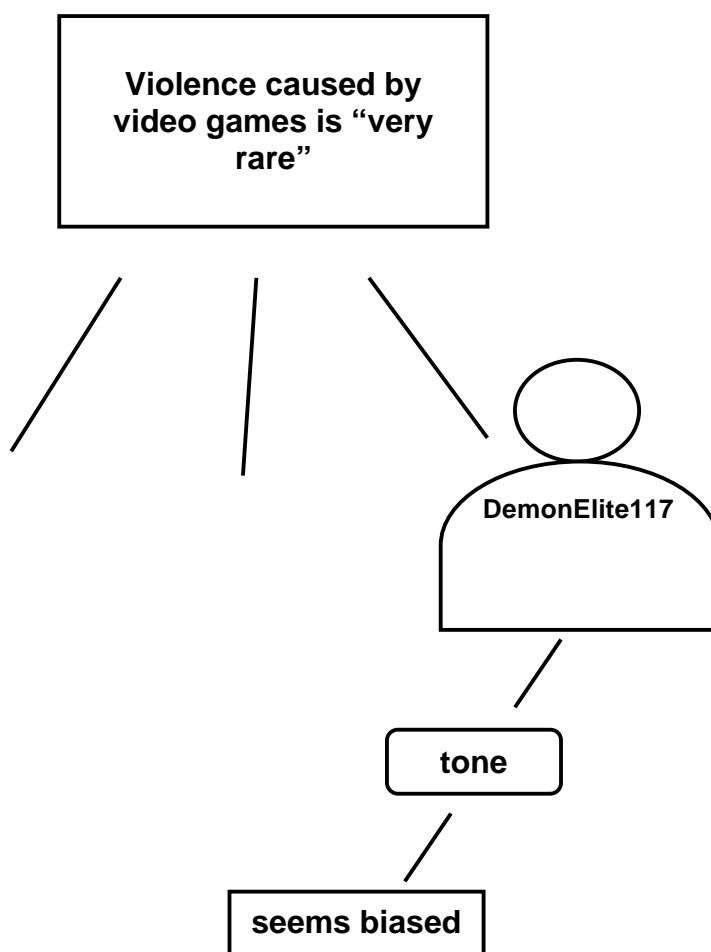 Violence caused by
video games is “very
rare”
DemonElite117
tone
seems biased